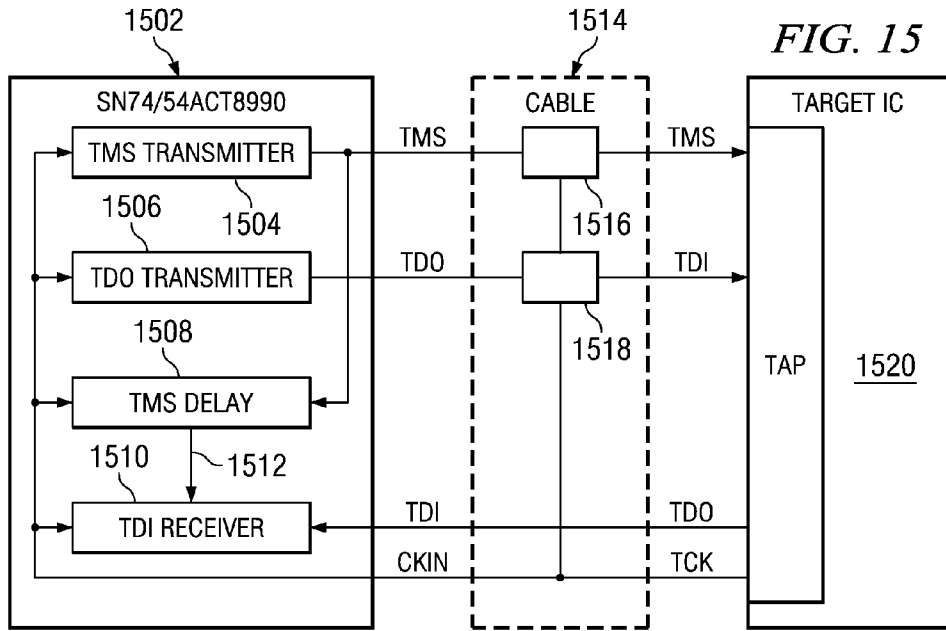 1502
1514
FIG. 15
SN74/54ACT8990
CABLE
TARGET IC
TMS TRANSMITTER
TMS
TMS
1504
1516
1506
TDO TRANSMITTER
TDO
TDI
1518
1508
TMS DELAY
TAP
1520
1512
1510
TDI RECEIVER
TDI
TDO
CKIN
TCK